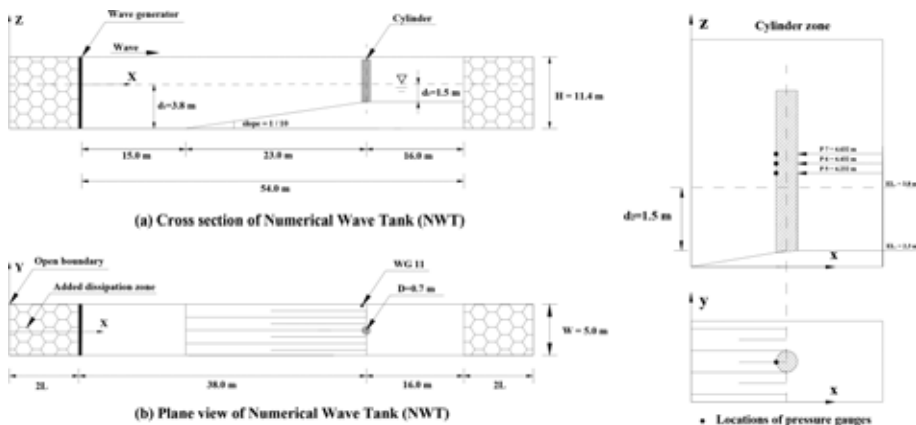 Z
Wave generator
Cylinder
Wave
X
d₁=3.8 m
d₂=1.5 m
H = 11.4 m
slope = 1 / 10
15.0 m
23.0 m
16.0 m
54.0 m
(a) Cross section of Numerical Wave Tank (NWT)
Open boundary
Y
Added dissipation zone
X
WG 11
D=0.7 m
W = 5.0 m
2L
38.0 m
16.0 m
2L
(b) Plane view of Numerical Wave Tank (NWT)
Z
Cylinder zone
d₂=1.5 m
x
y
x
Locations of pressure gauges